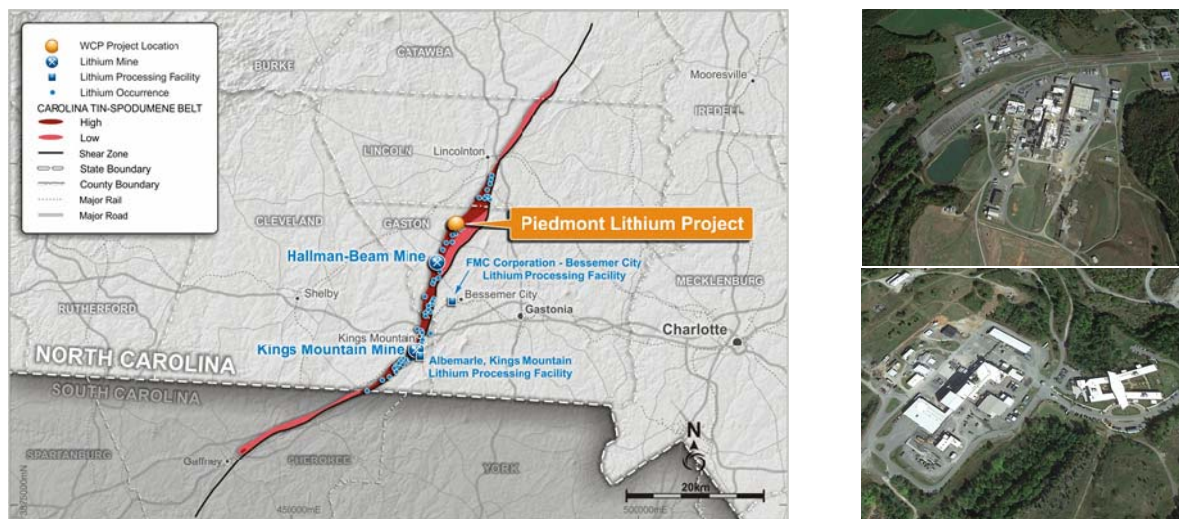 WCP Project Location
Lithium Mine
Lithium Processing Facility
Lithium Occurrence
CAROLINA TIN-SPODUMENE BELT
High
Low
Shear Zone
State Boundary
County Boundary
Major Rail
Major Road
BURKE
CATAWBA
Mooresville
IREDELL
LINCOLN
Lincolnton
CLEVELAND
GASTON
Piedmont Lithium Project
Hallman-Beam Mine
FMC Corporation - Bessemer City
Lithium Processing Facility
MECKLENBURG
RUTHERFORD
Shelby
Bessemer City
Gastonia
Charlotte
Kings Mountain
Kings Mountain Mine
Albemarle, Kings Mountain
Lithium Processing Facility
NORTH CAROLINA
SOUTH CAROLINA
SPARTANBURG
Gaffney
CHEROKEE
YORK
N
20km
450000mE
500000mE